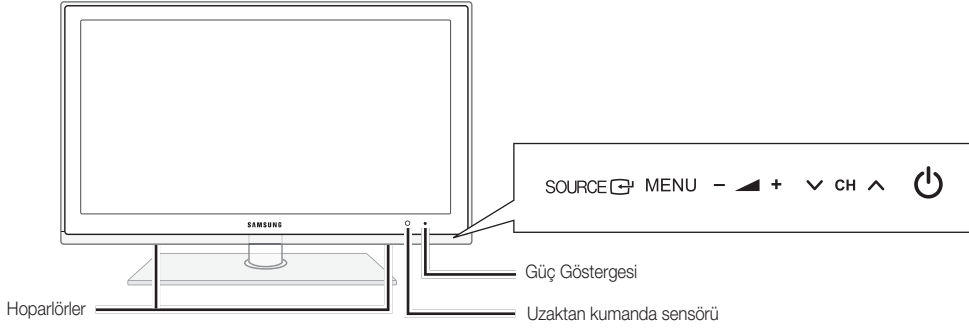 SAMSUNG
SOURCE MENU - + CH
Güç Göstergesi
Hoparlörler
Uzaktan kumanda sensörü